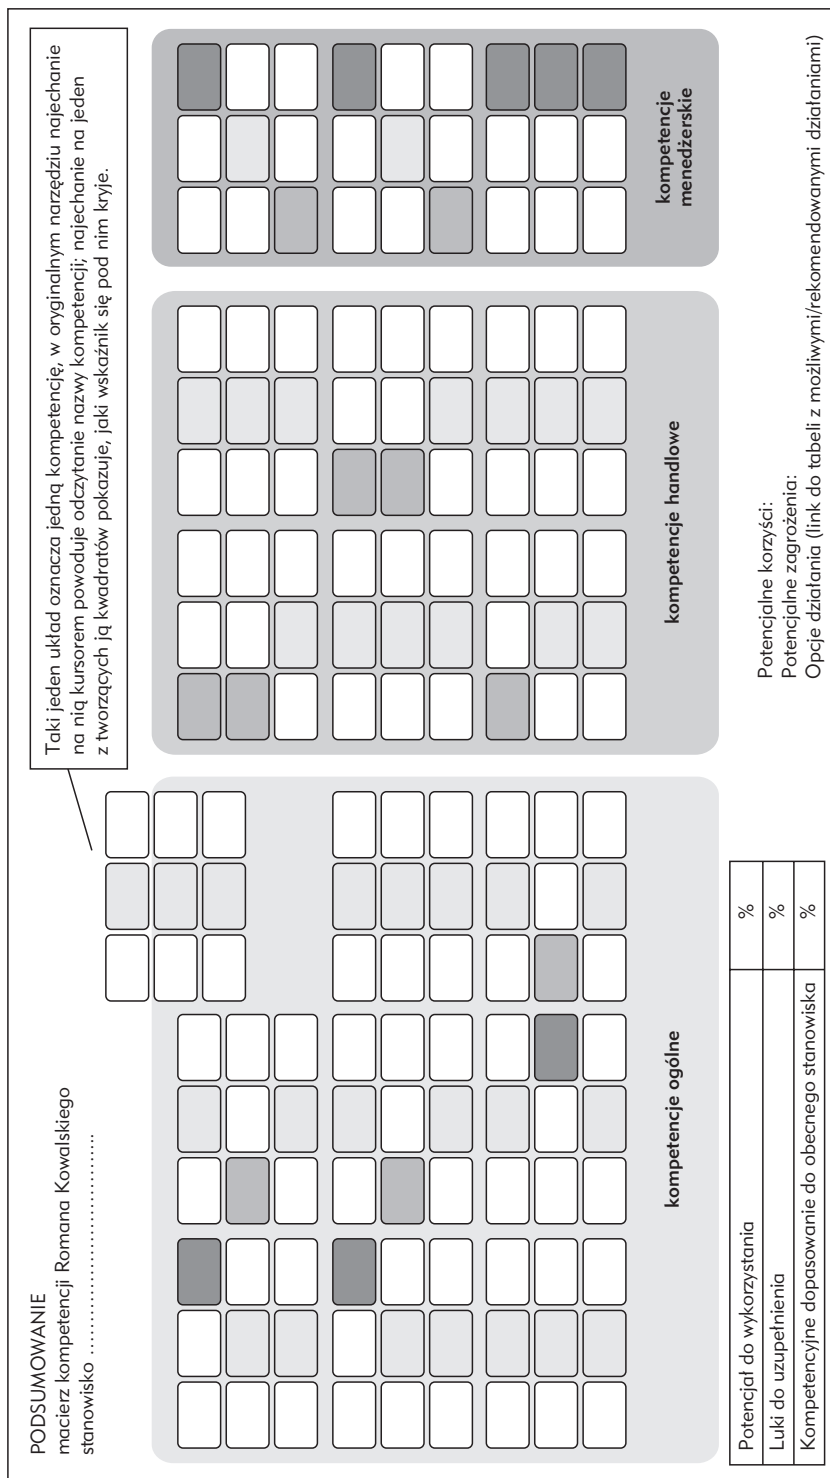 PODSUMOWANIE
macierz kompetencji Romana Kowalskiego
stanowisko ........................................
Taki jeden układ oznacza jedną kompetencję, w oryginalnym narzędziu najechanie
na nią kursorem powoduje odczytanie nazwy kompetencji; najechanie na jeden
z tworzących ją kwadratów pokazuje, jaki wskaźnik się pod nim kryje.
kompetencje ogólne
kompetencje handlowe
kompetencje
menedżerskie
Potencjał do wykorzystania %
Luki do uzupełnienia %
Kompetencyjne dopasowanie do obecnego stanowiska %
Potencjalne korzyści:
Potencjalne zagrożenia:
Opcje działania (link do tabeli z możliwymi/rekomendowanymi działaniami)